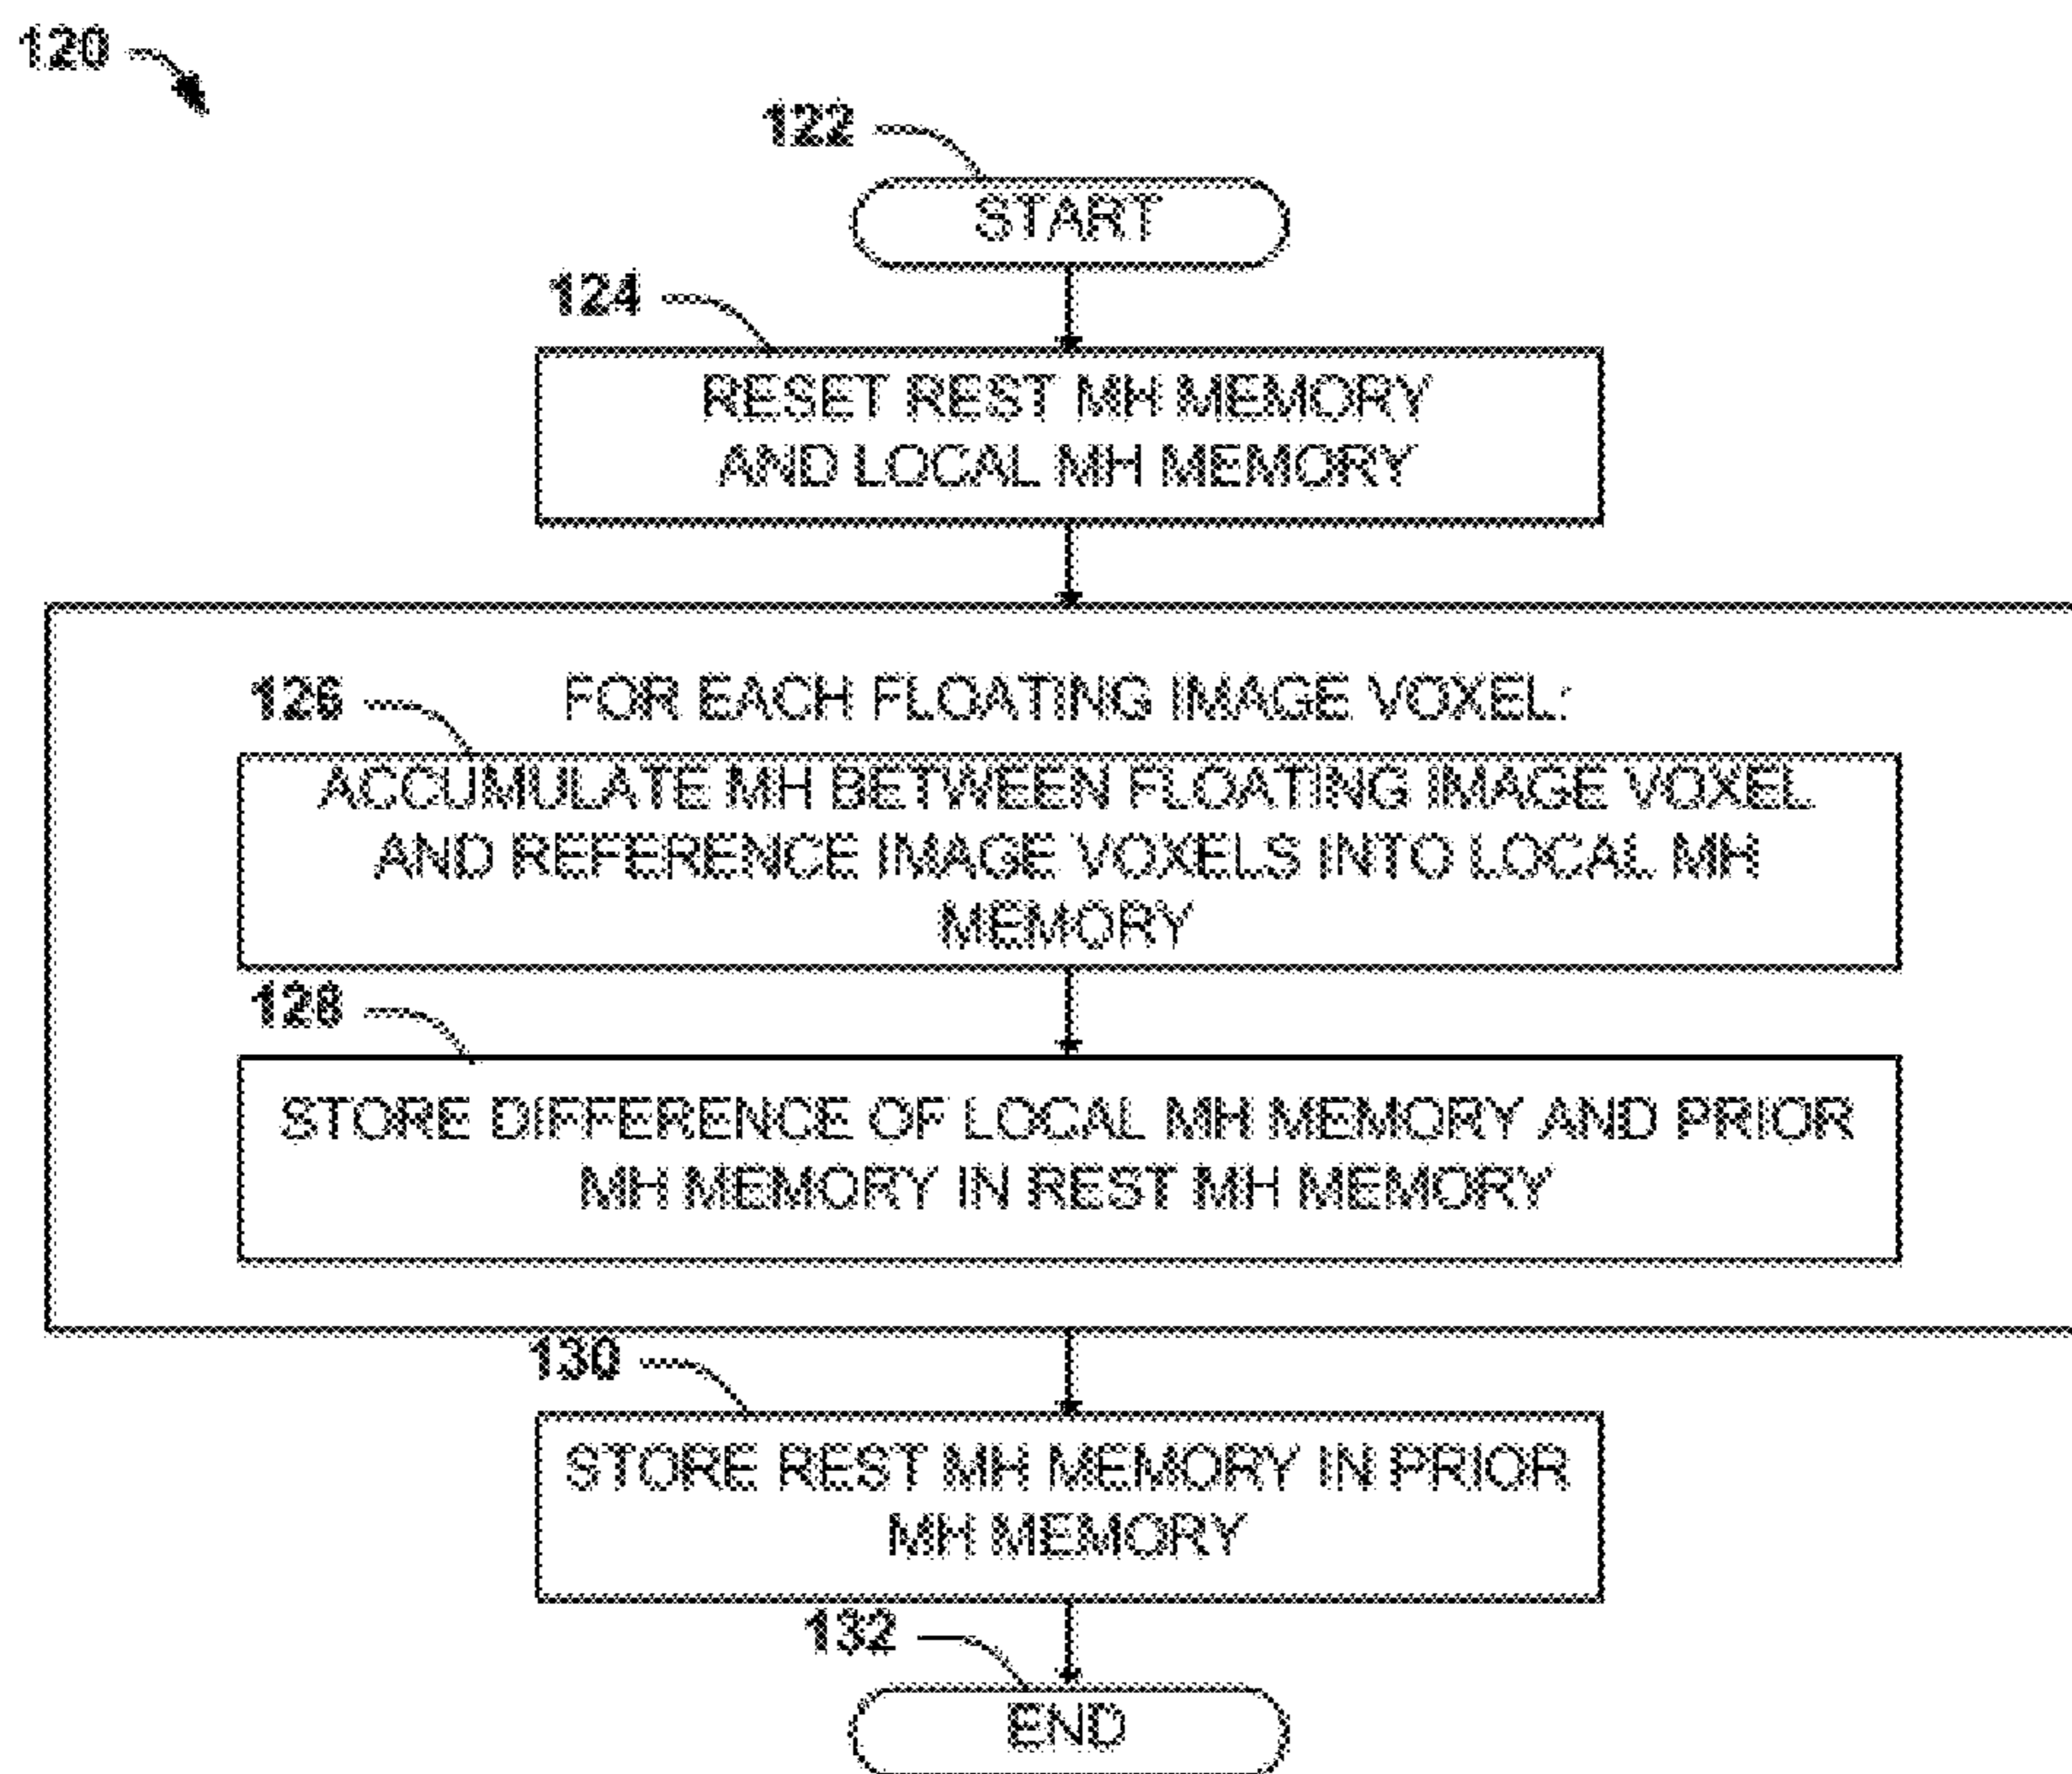 120
122
START
124
RESET REST MH MEMORY
AND LOCAL MH MEMORY
FOR EACH FLOATING IMAGE VOXEL:
126
ACCUMULATE MH BETWEEN FLOATING IMAGE VOXEL
AND REFERENCE IMAGE VOXELS INTO LOCAL MH
MEMORY
128
STORE DIFFERENCE OF LOCAL MH MEMORY AND PRIOR
MH MEMORY IN REST MH MEMORY
130
STORE REST MH MEMORY IN PRIOR
MH MEMORY
132
END